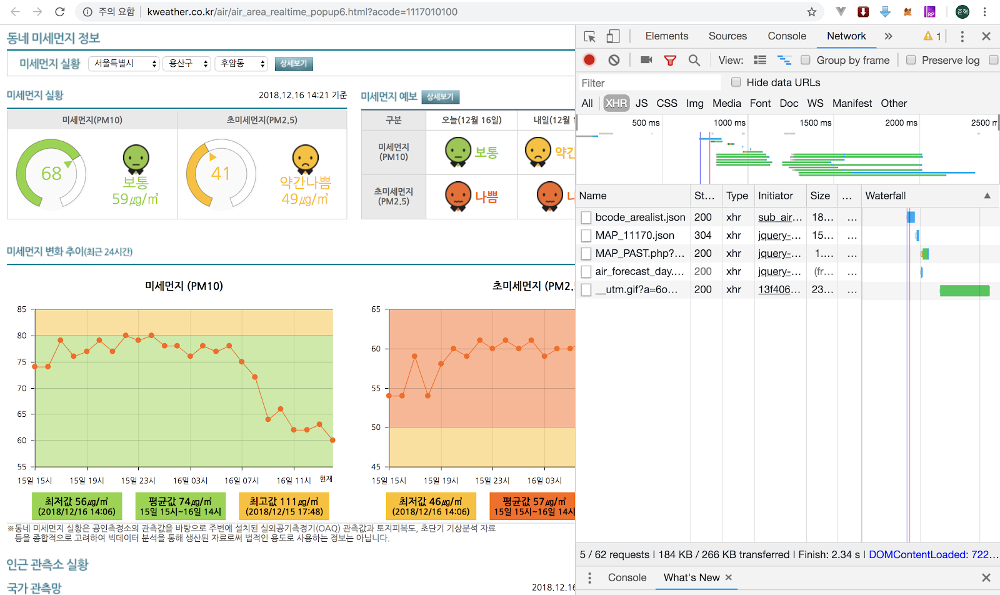 주의 요함 kweather.co.kr/air/air_area_realtime_popup6.html?acode=1117010100
준혁
동네 미세먼지 정보
미세먼지 실황 서울특별시 용산구 후암동 상세보기
미세먼지 실황 2018.12.16 14:21 기준
미세먼지(PM10) 초미세먼지(PM2.5)
68 보통 59㎍/㎥
41 약간나쁨 49㎍/㎥
미세먼지 예보 상세보기
구분 오늘(12월 16일) 내일(12월 1
미세먼지 (PM10) 보통 약간
초미세먼지 (PM2.5) 나쁨 나
미세먼지 변화 추이(최근 24시간)
미세먼지 (PM10)
85
80
75
70
65
60
55
15일 15시 15일 19시 15일 23시 16일 03시 16일 07시 16일 11시 현재
최저값 56㎍/㎥ (2018/12/16 14:06)
평균값 74㎍/㎥ 15일 15시~16일 14시
최고값 111㎍/㎥ (2018/12/15 17:48)
초미세먼지 (PM2.5
65
60
55
50
45
15일 15시 15일 19시 15일 23시 16일 03시
최저값 46㎍/㎥ (2018/12/16 14:06)
평균값 57㎍/㎥ 15일 15시~16일 14시
※동네 미세먼지 실황은 공인측정소의 관측값을 바탕으로 주변에 설치된 실외공기측정기(OAQ) 관측값과 토지피복도, 초단기 기상분석 자료
등을 종합적으로 고려하여 빅데이터 분석을 통해 생산된 자료로써 법적인 용도로 사용하는 정보는 아닙니다.
인근 관측소 실황
국가 관측망 2018.12.16
Elements Sources Console Network » 1
View: Group by frame Preserve log
Filter Hide data URLs
All XHR JS CSS Img Media Font Doc WS Manifest Other
500 ms 1000 ms 1500 ms 2000 ms 2500 m
Name St... Type Initiator Size ... Waterfall
bcode_arealist.json 200 xhr sub_air... 18... ...
MAP_11170.json 304 xhr jquery-... 15... ...
MAP_PAST.php?... 200 xhr jquery-... 1.... ...
air_forecast_day.... 200 xhr jquery-... (fr... ...
__utm.gif?a=6o... 200 xhr 13f406... 23... ...
5 / 62 requests | 184 KB / 266 KB transferred | Finish: 2.34 s | DOMContentLoaded: 722...
Console What's New ×